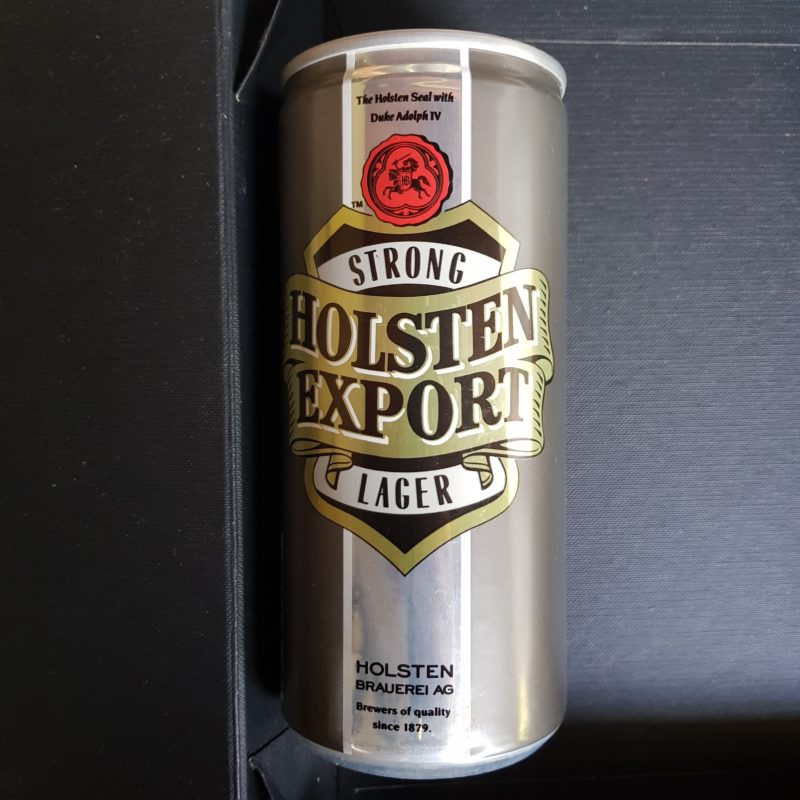 The Holsten Seal with
Duke Adolph IV
TM
STRONG
HOLSTEN
EXPORT
LAGER
HOLSTEN
BRAUEREI AG
Brewers of quality
since 1879.